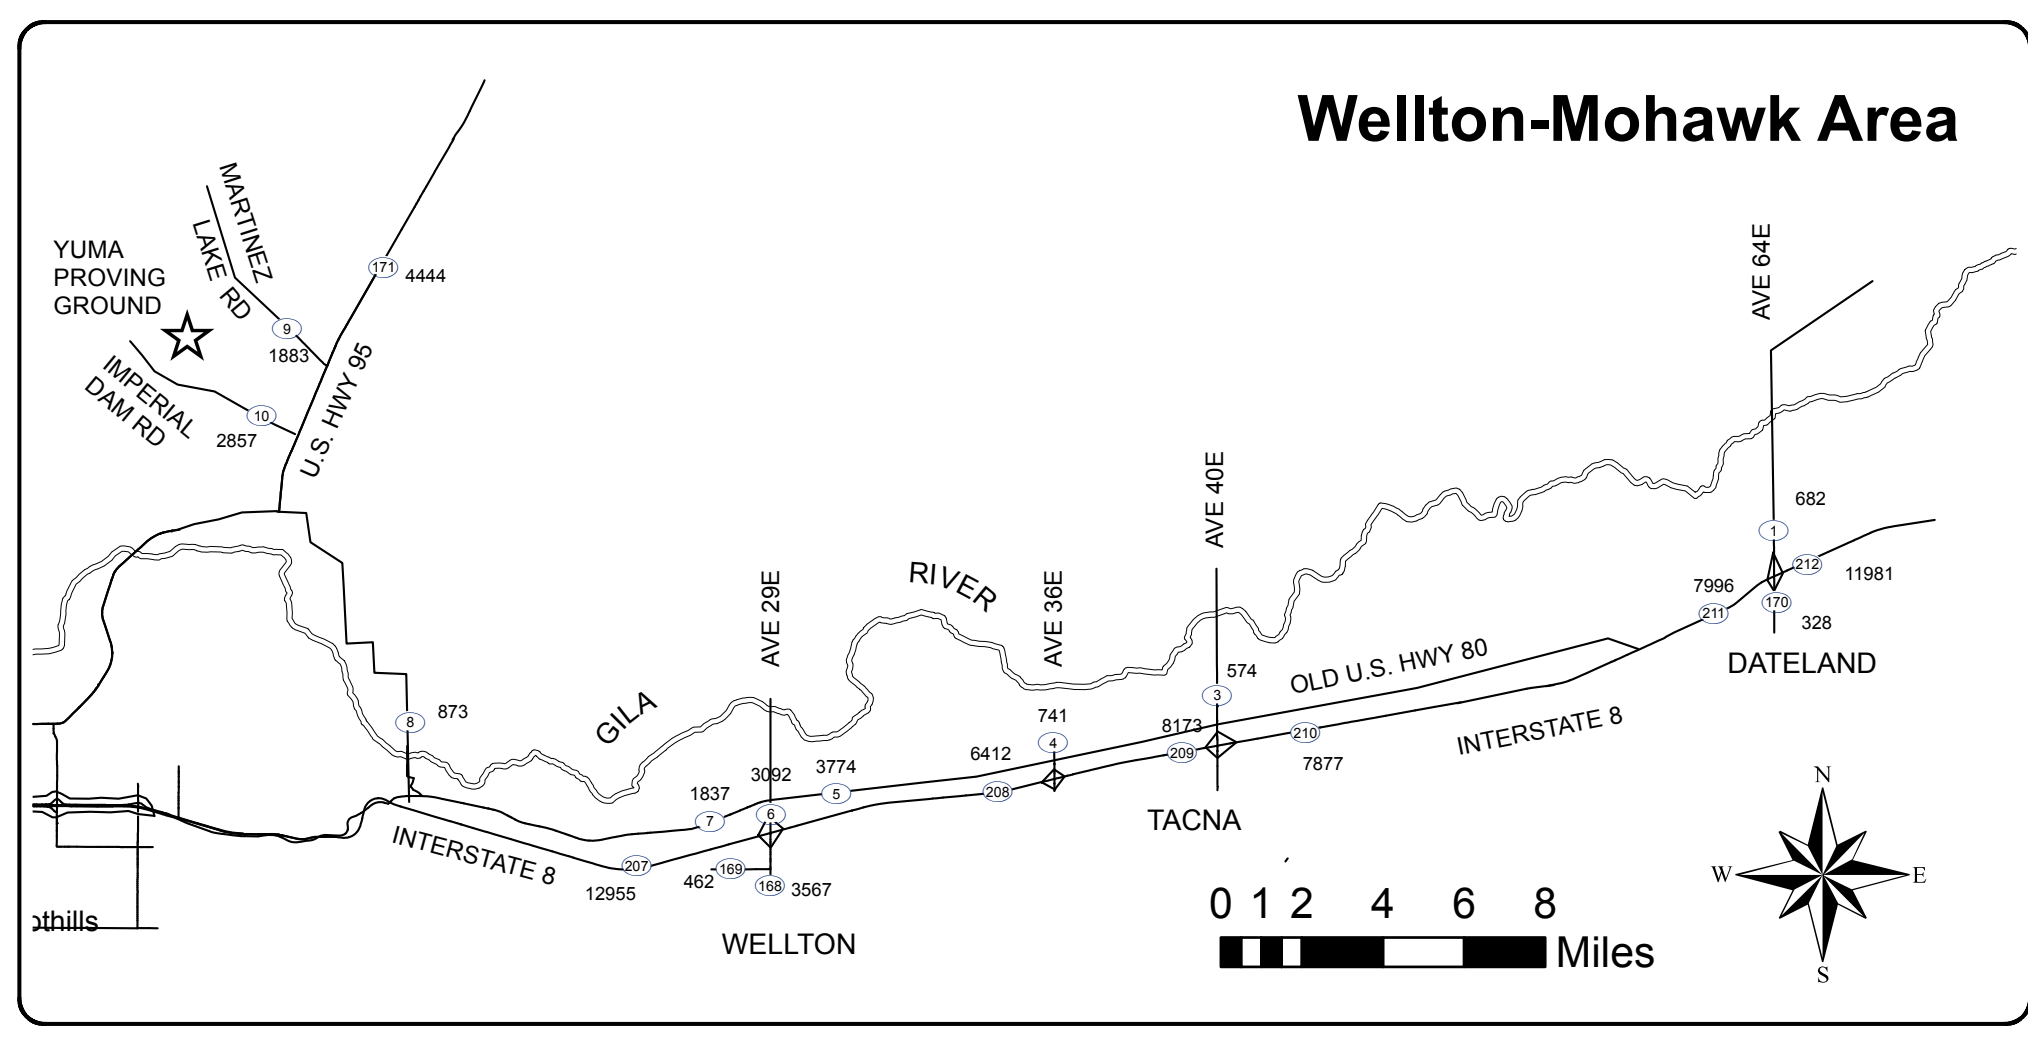 Wellton-Mohawk Area
MARTINEZ
LAKE RD
YUMA
PROVING
GROUND
171
4444
9
1883
IMPERIAL
DAM RD
10
2857
U.S. HWY 95
AVE 64E
AVE 40E
682
1
212
11981
7996
211
170
328
DATELAND
RIVER
AVE 29E
AVE 36E
GILA
574
3
OLD U.S. HWY 80
INTERSTATE 8
8
873
741
4
8173
209
210
7877
6412
208
3092
3774
5
1837
7
6
TACNA
INTERSTATE 8
207
12955
462
169
168
3567
WELLTON
othills
0 1 2 4 6 8
Miles
N
W
E
S